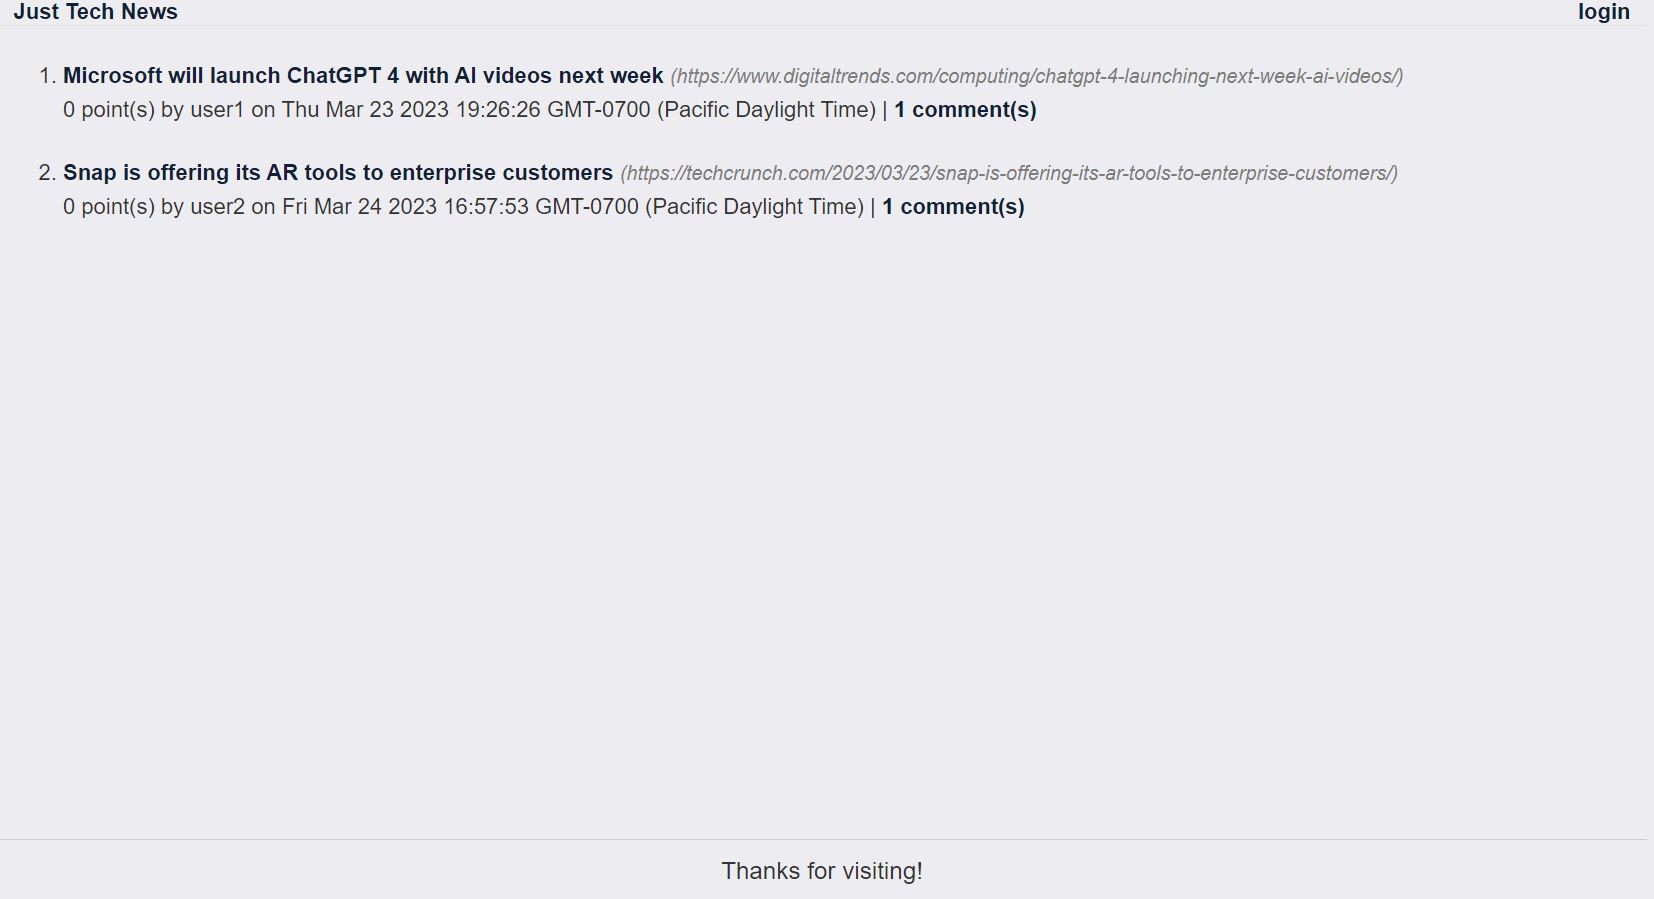 Just Tech News
login
1. Microsoft will launch ChatGPT 4 with AI videos next week (https://www.digitaltrends.com/computing/chatgpt-4-launching-next-week-ai-videos/)
0 point(s) by user1 on Thu Mar 23 2023 19:26:26 GMT-0700 (Pacific Daylight Time) | 1 comment(s)
2. Snap is offering its AR tools to enterprise customers (https://techcrunch.com/2023/03/23/snap-is-offering-its-ar-tools-to-enterprise-customers/)
0 point(s) by user2 on Fri Mar 24 2023 16:57:53 GMT-0700 (Pacific Daylight Time) | 1 comment(s)
Thanks for visiting!